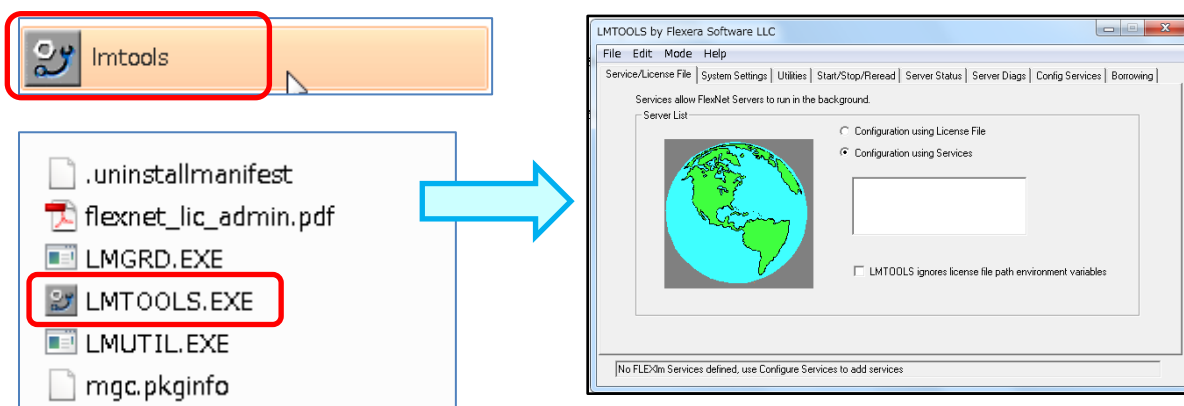 lmtools
.uninstallmanifest
flexnet_lic_admin.pdf
LMGRD.EXE
LMTOOLS.EXE
LMUTIL.EXE
mgc.pkginfo
LMTOOLS by Flexera Software LLC
File Edit Mode Help
Service/License File System Settings Utilities Start/Stop/Reread Server Status Server Diags Config Services Borrowing
Services allow FlexNet Servers to run in the background.
Server List
Configuration using License File
Configuration using Services
LMTOOLS ignores license file path environment variables
No FLEXlm Services defined, use Configure Services to add services